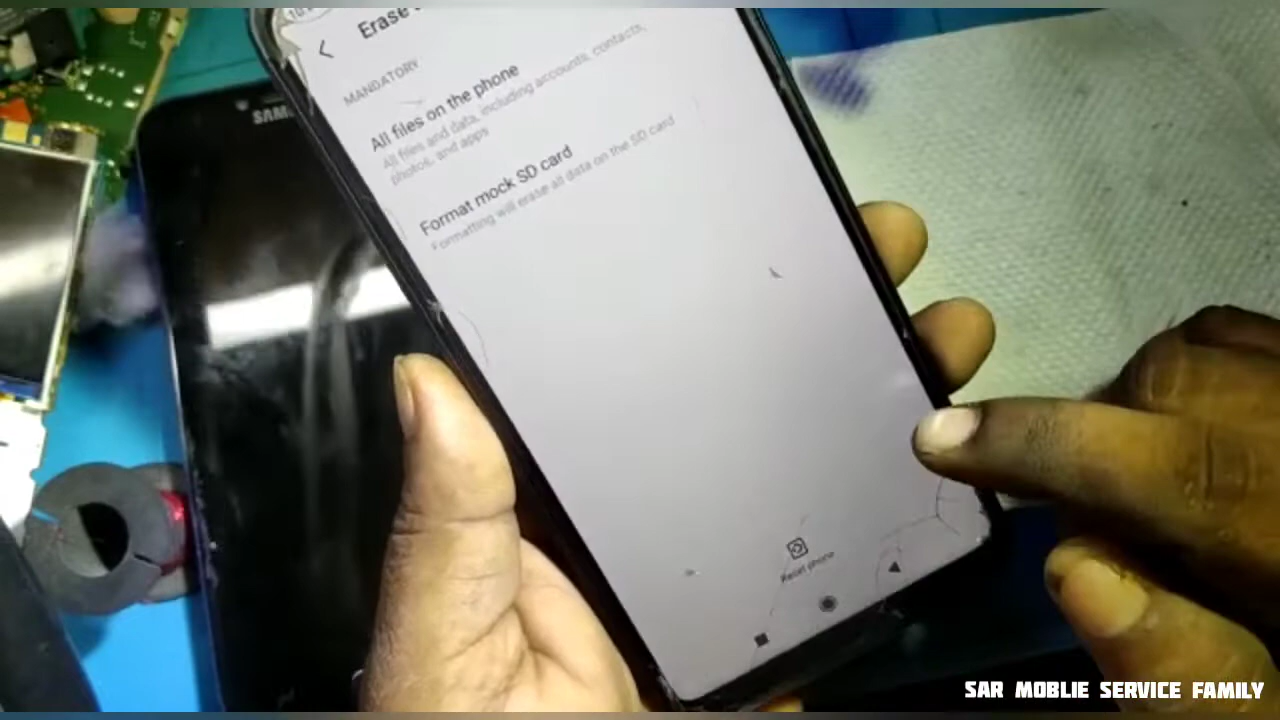 Erase
MANDATORY
All files on the phone
All files and data, including accounts, contacts,
photos, and apps
Format mock SD card
Formatting will erase all data on the SD card
Reset phone
SAM
SAR MOBLIE SERVICE FAMILY